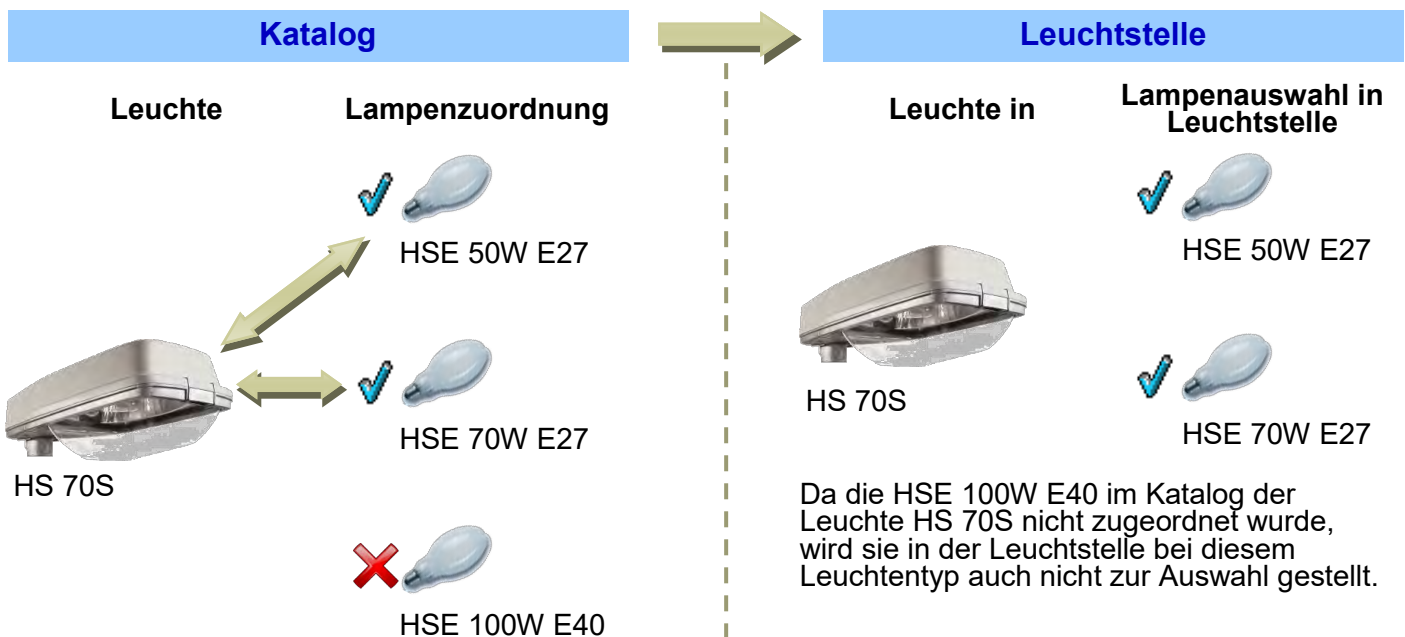 Katalog
Leuchte
Lampenzuordnung
HSE 50W E27
HSE 70W E27
HS 70S
HSE 100W E40
Leuchtstelle
Leuchte in
Lampenauswahl in
Leuchtstelle
HSE 50W E27
HS 70S
HSE 70W E27
Da die HSE 100W E40 im Katalog der
Leuchte HS 70S nicht zugeordnet wurde,
wird sie in der Leuchtstelle bei diesem
Leuchtentyp auch nicht zur Auswahl gestellt.